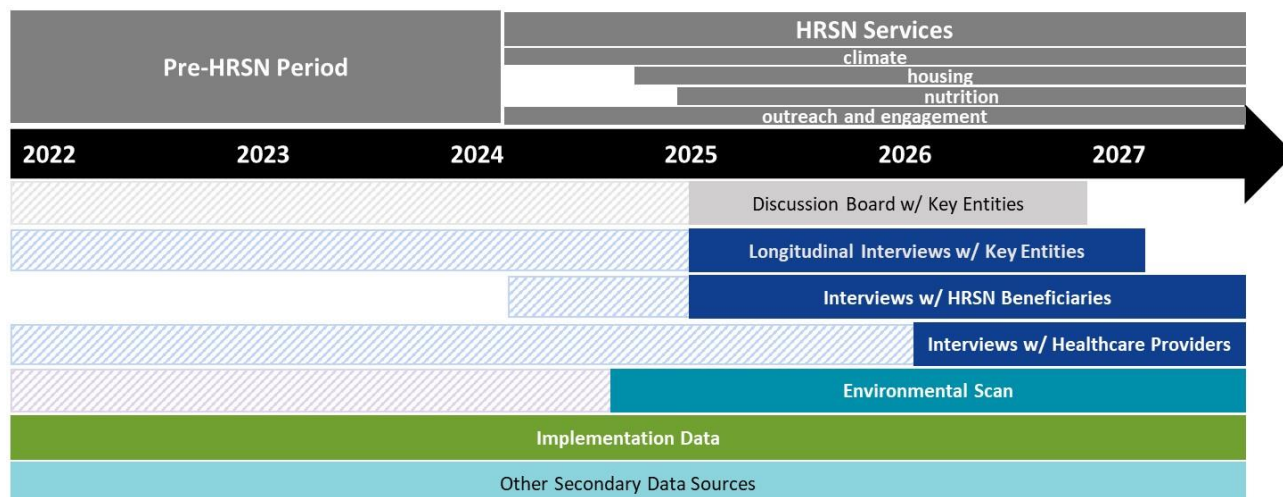 Pre-HRSN Period
HRSN Services
climate
housing
nutrition
outreach and engagement
2022 2023 2024 2025 2026 2027
Discussion Board w/ Key Entities
Longitudinal Interviews w/ Key Entities
Interviews w/ HRSN Beneficiaries
Interviews w/ Healthcare Providers
Environmental Scan
Implementation Data
Other Secondary Data Sources